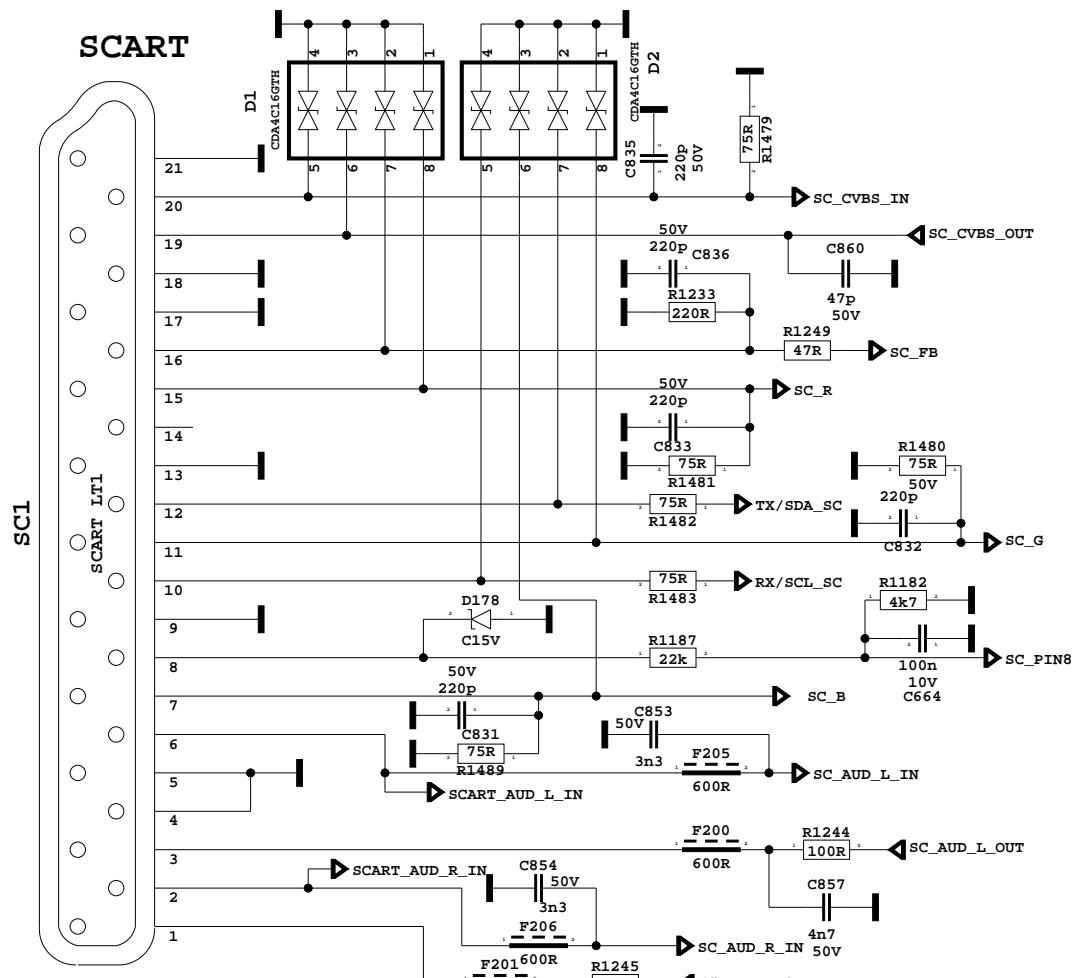 SCART
4 3 2 1
4 3 2 1
D1
CDA4C16GTH
CDA4C16GTH
D2
5 6 7 8
5 6 7 8
C835
220p
50V
75R
R1479
21
20
SC_CVBS_IN
19
SC_CVBS_OUT
50V
220p
C836
C860
18
47p
50V
R1233
220R
17
R1249
47R
SC_FB
16
15
50V
SC_R
220p
14
C833
75R
R1481
13
R1480
75R
50V
220p
C832
12
75R
R1482
TX/SDA_SC
11
SC_G
10
75R
R1483
RX/SCL_SC
SC1
SCART LT1
R1182
4k7
9
D178
C15V
8
R1187
22k
SC_PIN8
100n
10V
C664
50V
220p
7
SC_B
C831
75R
R1489
6
50V
C853
3n3
F205
600R
SC_AUD_L_IN
5
SCART_AUD_L_IN
4
F200
600R
R1244
100R
SC_AUD_L_OUT
3
SCART_AUD_R_IN
C854
50V
3n3
2
C857
4n7
50V
1
F206
600R
SC_AUD_R_IN
F201
R1245